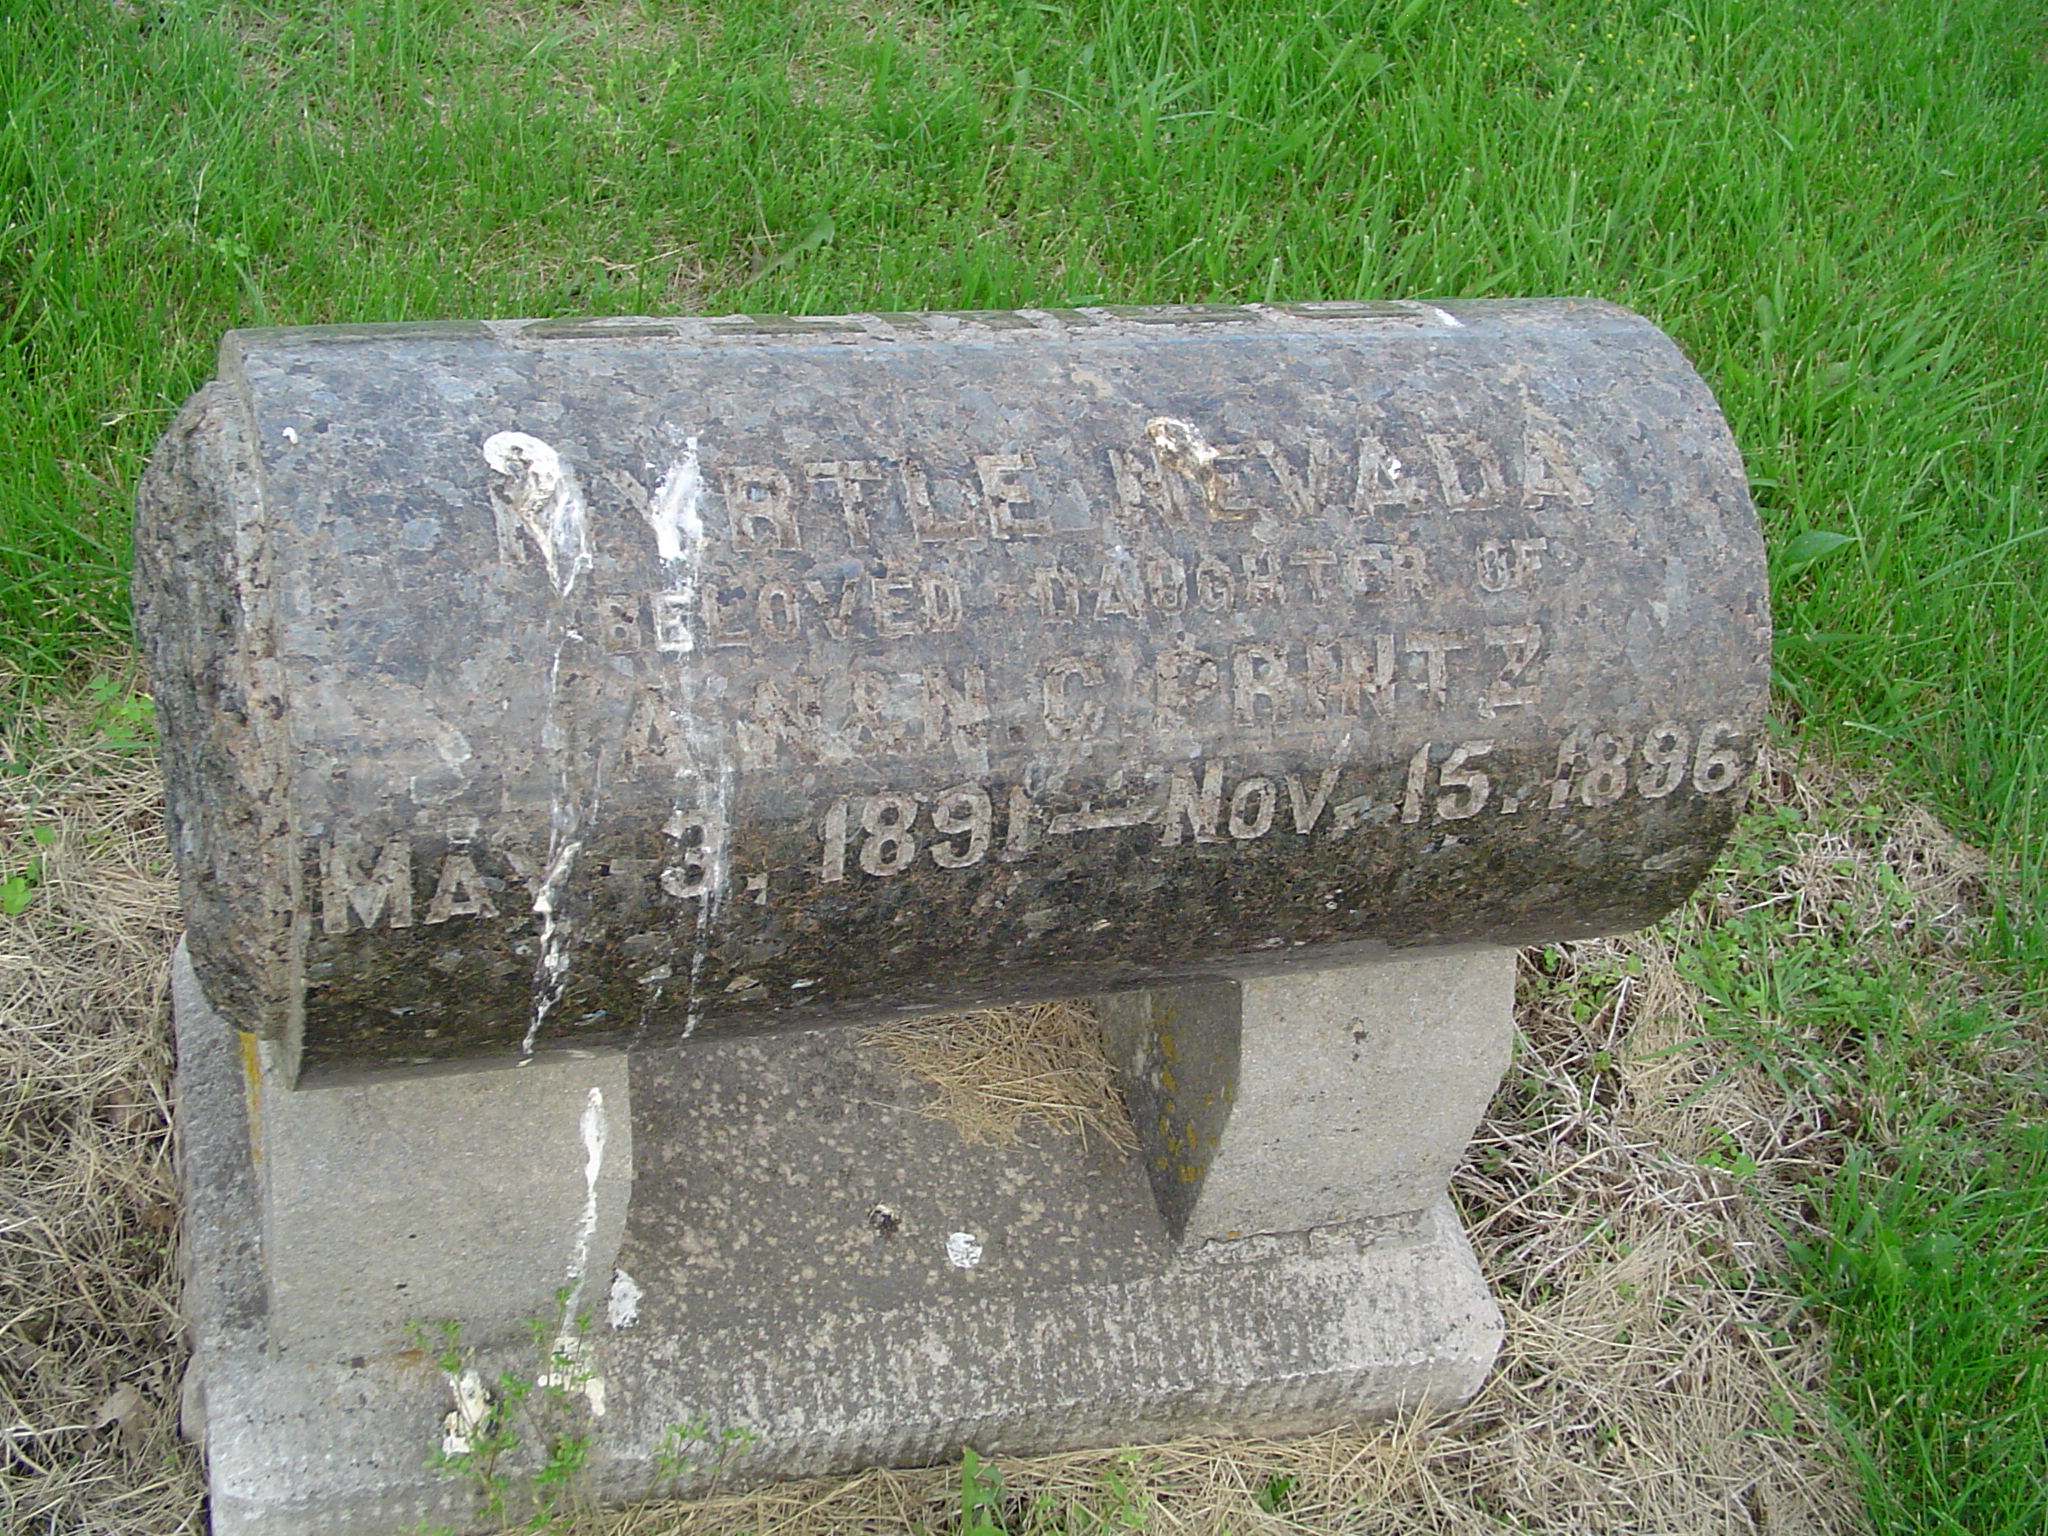 MYRTLE NEVADA
BELOVED DAUGHTER OF
C. PRINTZ
MAY 3, 1891 — NOV. 15. 1896